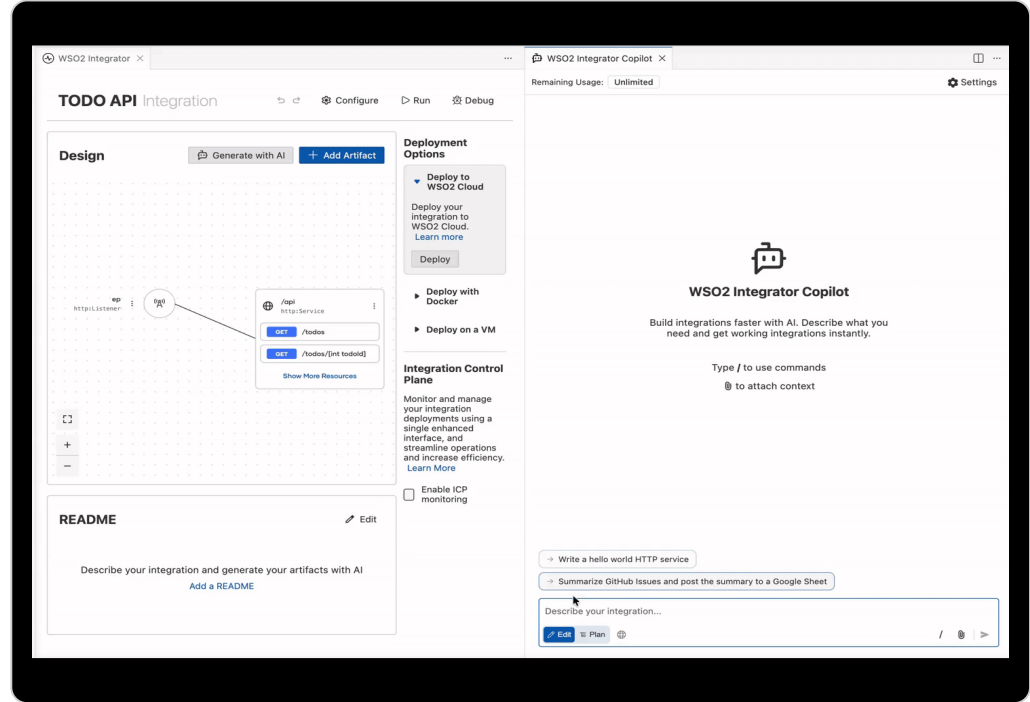 WSO2 Integrator
TODO API Integration
Configure
Run
Debug
Design
Generate with AI
+ Add Artifact
ep
http:Listener
/api
http:Service
GET /todos
GET /todos/[int todoId]
Show More Resources
Deployment
Options
Deploy to
WSO2 Cloud
Deploy your
integration to
WSO2 Cloud.
Learn more
Deploy
Deploy with
Docker
Deploy on a VM
Integration Control
Plane
Monitor and manage
your integration
deployments using a
single enhanced
interface, and
streamline operations
and increase efficiency.
Learn More
Enable ICP
monitoring
README
Edit
Describe your integration and generate your artifacts with AI
Add a README
WSO2 Integrator Copilot
Remaining Usage: Unlimited
Settings
WSO2 Integrator Copilot
Build integrations faster with AI. Describe what you
need and get working integrations instantly.
Type / to use commands
to attach context
Write a hello world HTTP service
Summarize GitHub Issues and post the summary to a Google Sheet
Describe your integration...
Edit
Plan
/